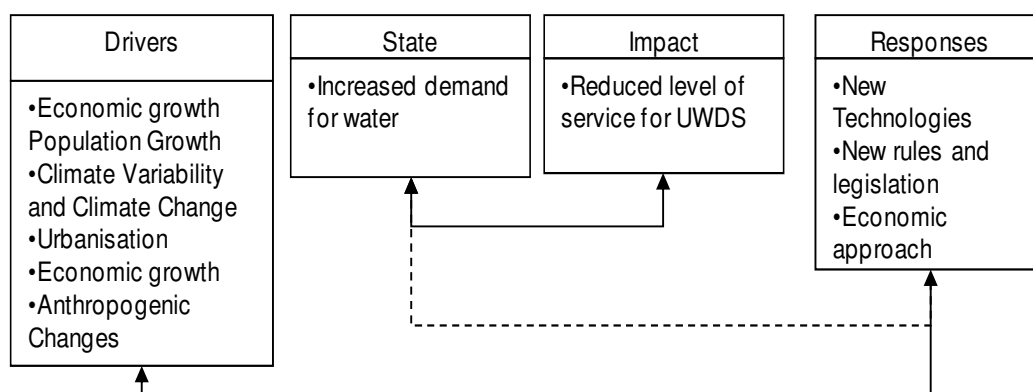 Drivers
•Economic growth
Population Growth
•Climate Variability
and Climate Change
•Urbanisation
•Economic growth
•Anthropogenic
Changes
State
•Increased demand
for water
Impact
•Reduced level of
service for UWDS
Responses
•New
Technologies
•New rules and
legislation
•Economic
approach